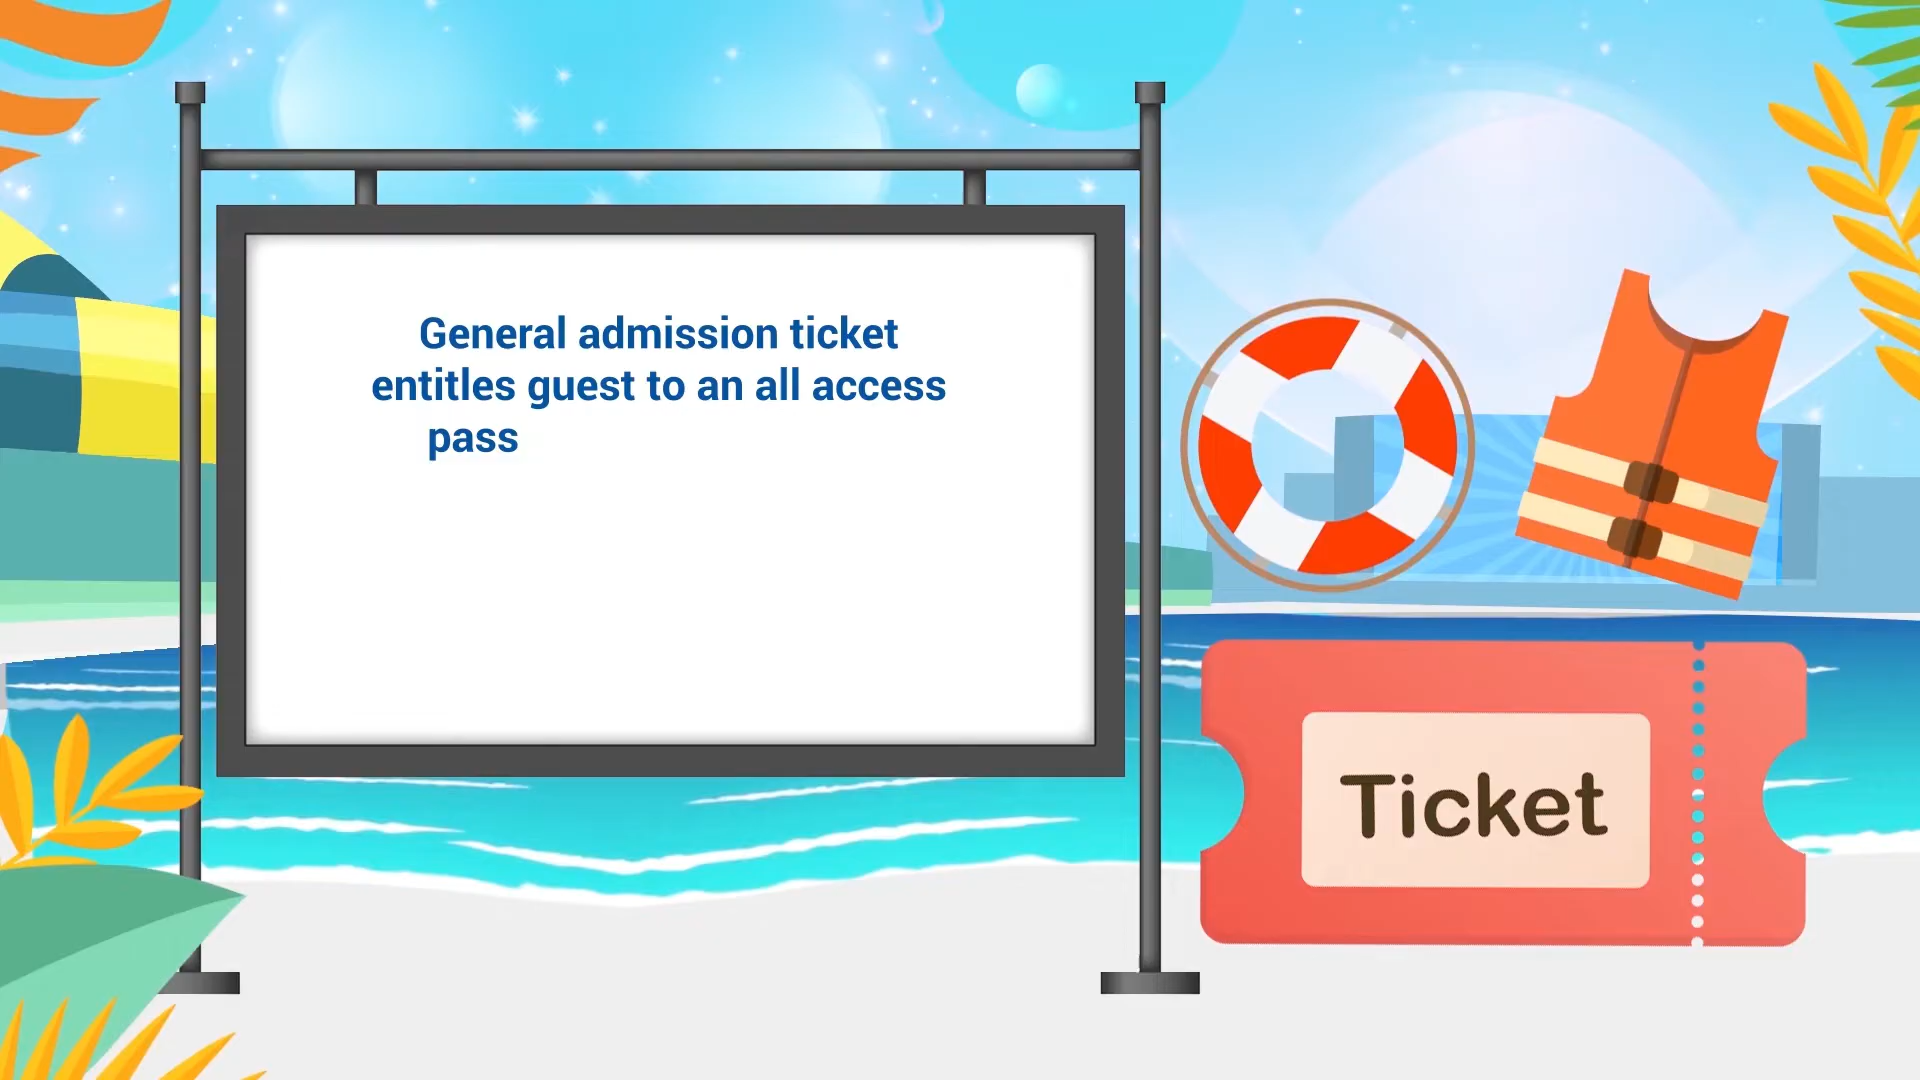 General admission ticket
entitles guest to an all access
pass
Ticket